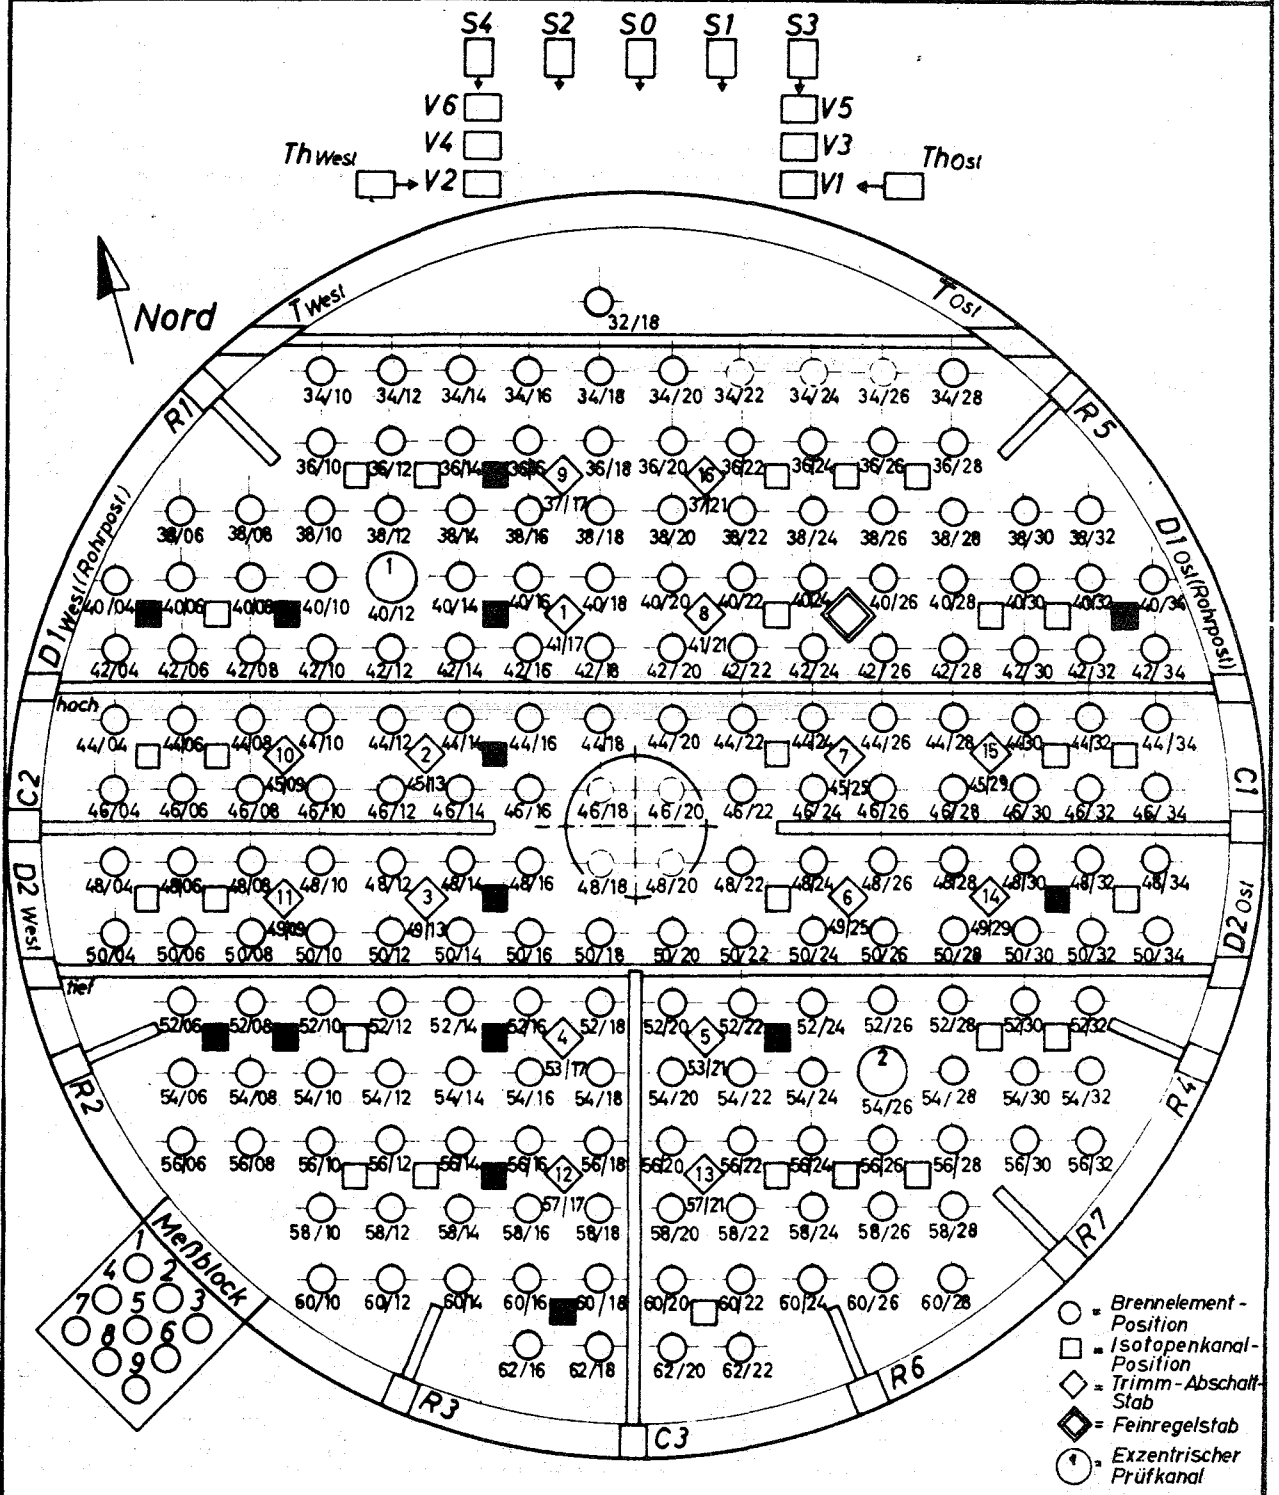 S4 S2 S0 S1 S3
V6 V5
V4 V3
Th West V2 V1 Th Ost
Nord
T West T Ost
32/18
R1 R5
34/10 34/12 34/14 34/16 34/18 34/20 34/22 34/24 34/26 34/28
36/10 36/12 36/14 36/16 9 36/18 36/20 16 36/22 36/24 36/26 36/28
37/17 37/21
38/06 38/08 38/10 38/12 38/14 38/16 38/18 38/20 38/22 38/24 38/26 38/28 38/30 38/32
D1 West (Rohrpost) D1 Ost (Rohrpost)
1
40/04 40/06 40/08 40/10 40/12 40/14 40/16 1 40/18 40/20 8 40/22 40/24 40/26 40/28 40/30 40/32 40/34
41/17 41/21
42/04 42/06 42/08 42/10 42/12 42/14 42/16 42/18 42/20 42/22 42/24 42/26 42/28 42/30 42/32 42/34
hoch
44/04 44/06 44/08 10 44/10 44/12 2 44/14 44/16 44/18 44/20 44/22 44/24 7 44/26 44/28 15 44/30 44/32 44/34
45/09 45/13 45/25 45/29
C2 C1
46/04 46/06 46/08 46/10 46/12 46/14 46/16 46/18 46/20 46/22 46/24 46/26 46/28 46/30 46/32 46/34
D2 West D2 Ost
48/04 48/06 48/08 11 48/10 48/12 3 48/14 48/16 48/18 48/20 48/22 48/24 6 48/26 48/28 14 48/30 48/32 48/34
49/09 49/13 49/25 49/29
50/04 50/06 50/08 50/10 50/12 50/14 50/16 50/18 50/20 50/22 50/24 50/26 50/28 50/30 50/32 50/34
tief
52/06 52/08 52/10 52/12 52/14 52/16 4 52/18 52/20 5 52/22 52/24 52/26 52/28 52/30 52/32
53/17 53/21
2
R2 R4
54/06 54/08 54/10 54/12 54/14 54/16 54/18 54/20 54/22 54/24 54/26 54/28 54/30 54/32
56/06 56/08 56/10 56/12 56/14 56/16 12 56/18 56/20 13 56/22 56/24 56/26 56/28 56/30 56/32
57/17 57/21
58/10 58/12 58/14 58/16 58/18 58/20 58/22 58/24 58/26 58/28
R7
Meßblock
1
4 2
7 5 3
8 6
9
60/10 60/12 60/14 60/16 60/18 60/20 60/22 60/24 60/26 60/28
62/16 62/18 62/20 62/22
R3 R6
C3
= Brennelement-
Position
= Isotopenkanal-
Position
= Trimm-Abschalt-
Stab
= Feinregelstab
1 = Exzentrischer
Prüfkanal